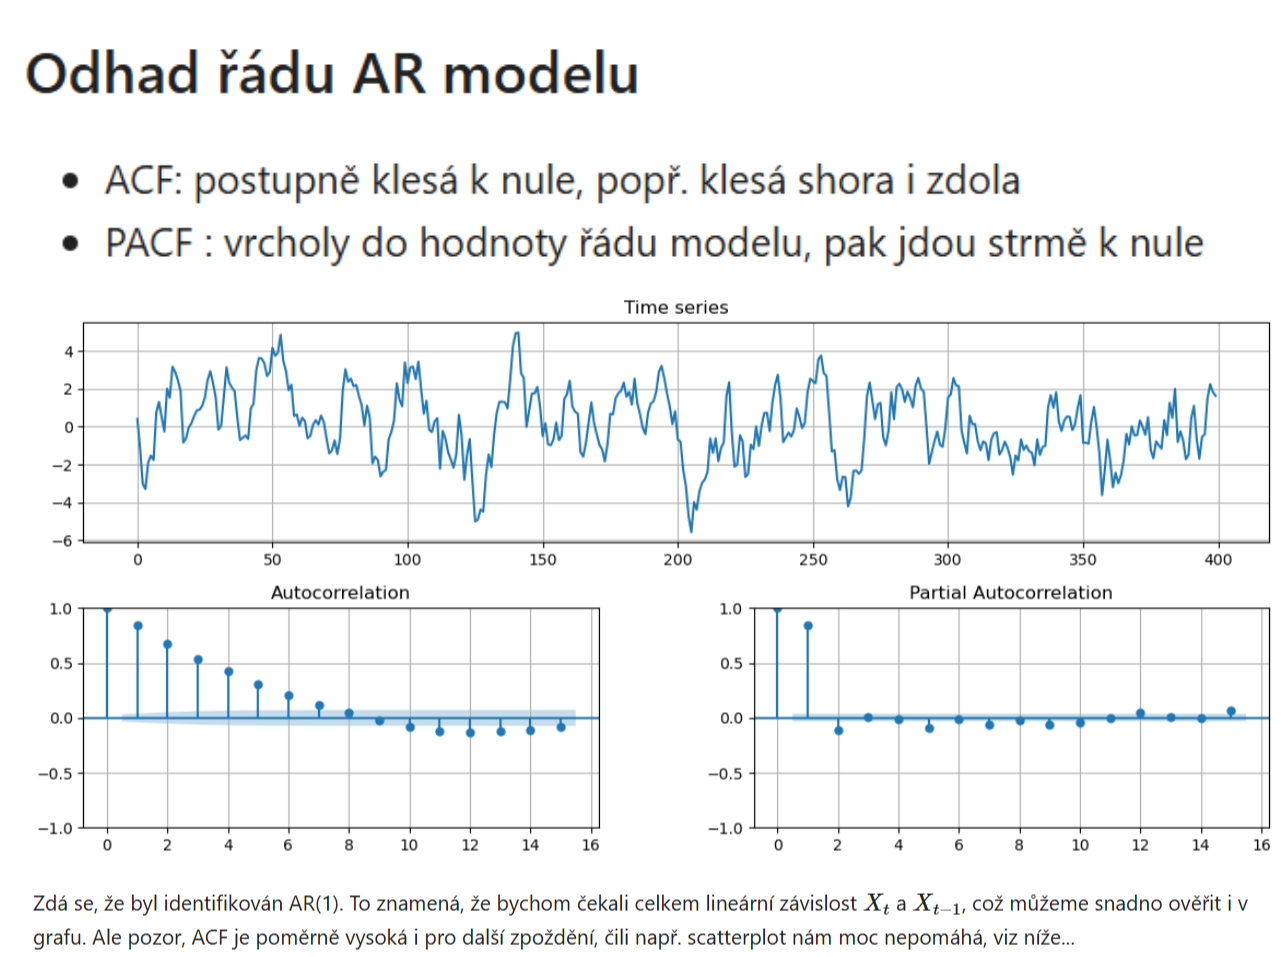 Odhad řádu AR modelu
• ACF: postupně klesá k nule, popř. klesá shora i zdola
• PACF : vrcholy do hodnoty řádu modelu, pak jdou strmě k nule
Time series
4
2
0
−2
−4
−6
0 50 100 150 200 250 300 350 400
Autocorrelation
1.0
0.5
0.0
−0.5
−1.0
0 2 4 6 8 10 12 14 16
Partial Autocorrelation
1.0
0.5
0.0
−0.5
−1.0
0 2 4 6 8 10 12 14 16
Zdá se, že byl identifikován AR(1). To znamená, že bychom čekali celkem lineární závislost Xₜ a Xₜ₋₁, což můžeme snadno ověřit i v
grafu. Ale pozor, ACF je poměrně vysoká i pro další zpoždění, čili např. scatterplot nám moc nepomáhá, viz níže...